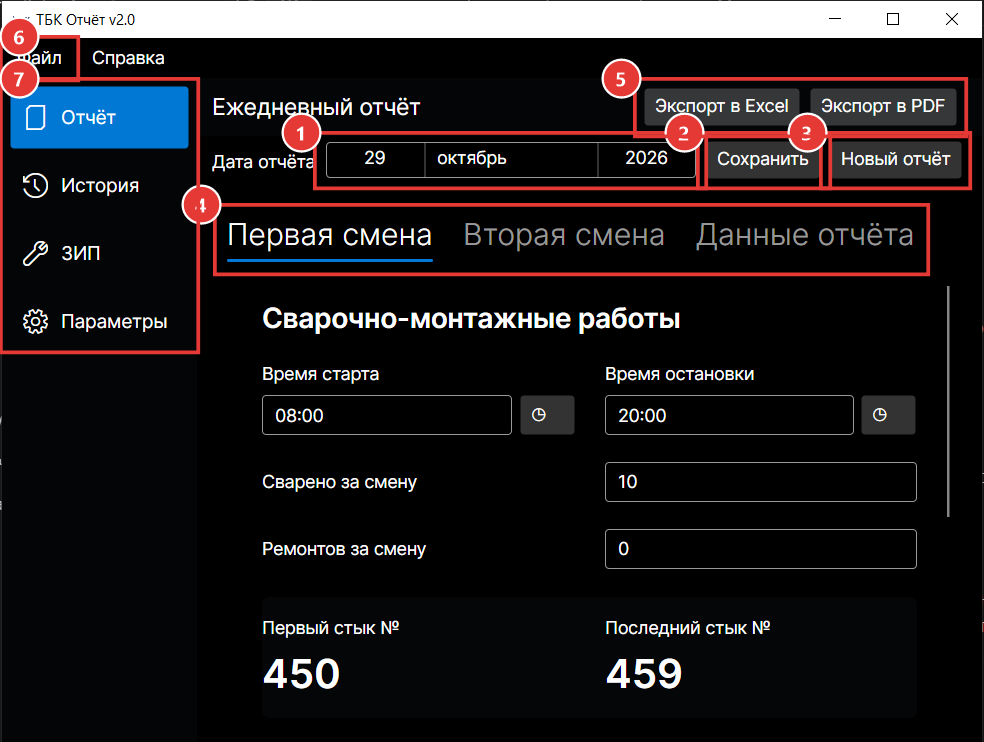 ТБК Отчёт v2.0
6
Файл Справка
7
Отчёт
История
ЗИП
Параметры
Ежедневный отчёт
5
Экспорт в Excel Экспорт в PDF
1 2 3
Дата отчёта 29 октябрь 2026 Сохранить Новый отчёт
4
Первая смена Вторая смена Данные отчёта
Сварочно-монтажные работы
Время старта Время остановки
08:00 20:00
Сварено за смену 10
Ремонтов за смену 0
Первый стык № Последний стык №
450 459